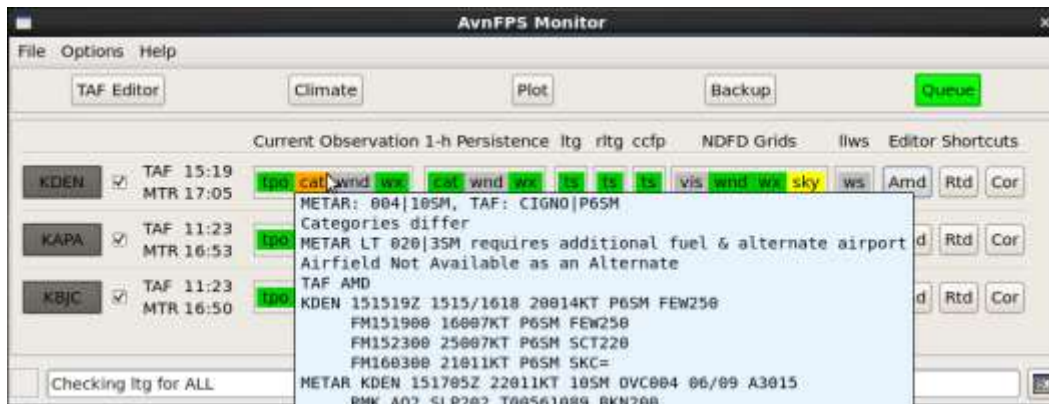 AvnFPS Monitor
File Options Help
TAF Editor Climate Plot Backup Queue
Current Observation 1-h Persistence ltg rltg ccfp NDFD Grids llws Editor Shortcuts
KDEN TAF 15:19 tpo cat wnd wx cat wnd wx ts ts ts vis wnd wx sky ws Amd Rtd Cor
MTR 17:05
METAR: 004|10SM, TAF: CIGNO|P6SM
Categories differ
METAR LT 020|3SM requires additional fuel & alternate airport
Airfield Not Available as an Alternate
TAF AMD
KDEN 151519Z 1515/1618 20014KT P6SM FEW250
FM151900 16007KT P6SM FEW250
FM152300 25007KT P6SM SCT220
FM160300 21011KT P6SM SKC=
METAR KDEN 151705Z 22011KT 10SM OVC004 06/09 A3015
RMK AO2 SLP202 T00561089 BKN200
KAPA TAF 11:23 tpo d Rtd Cor
MTR 16:53
KBJC TAF 11:23 tpo d Rtd Cor
MTR 16:50
Checking ltg for ALL